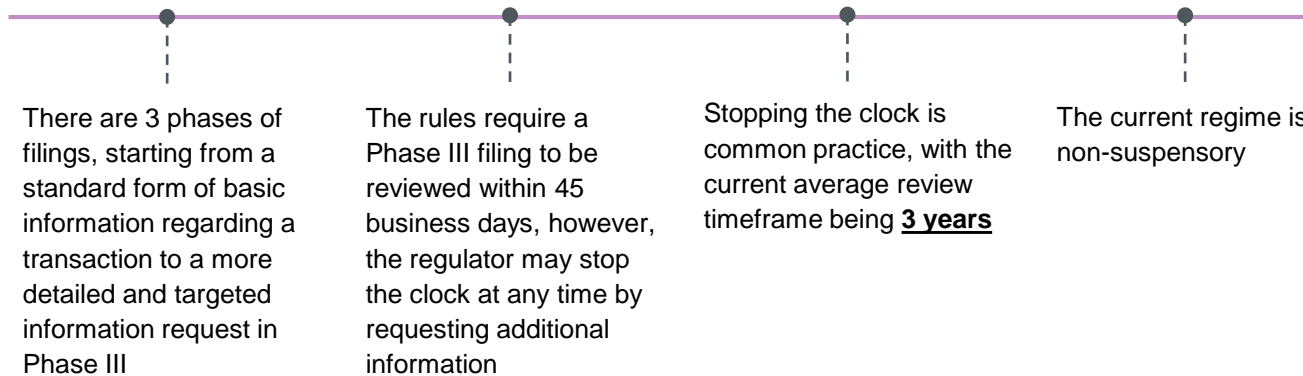 There are 3 phases of
filings, starting from a
standard form of basic
information regarding a
transaction to a more
detailed and targeted
information request in
Phase III
The rules require a
Phase III filing to be
reviewed within 45
business days, however,
the regulator may stop
the clock at any time by
requesting additional
information
Stopping the clock is
common practice, with the
current average review
timeframe being 3 years
The current regime is
non-suspensory